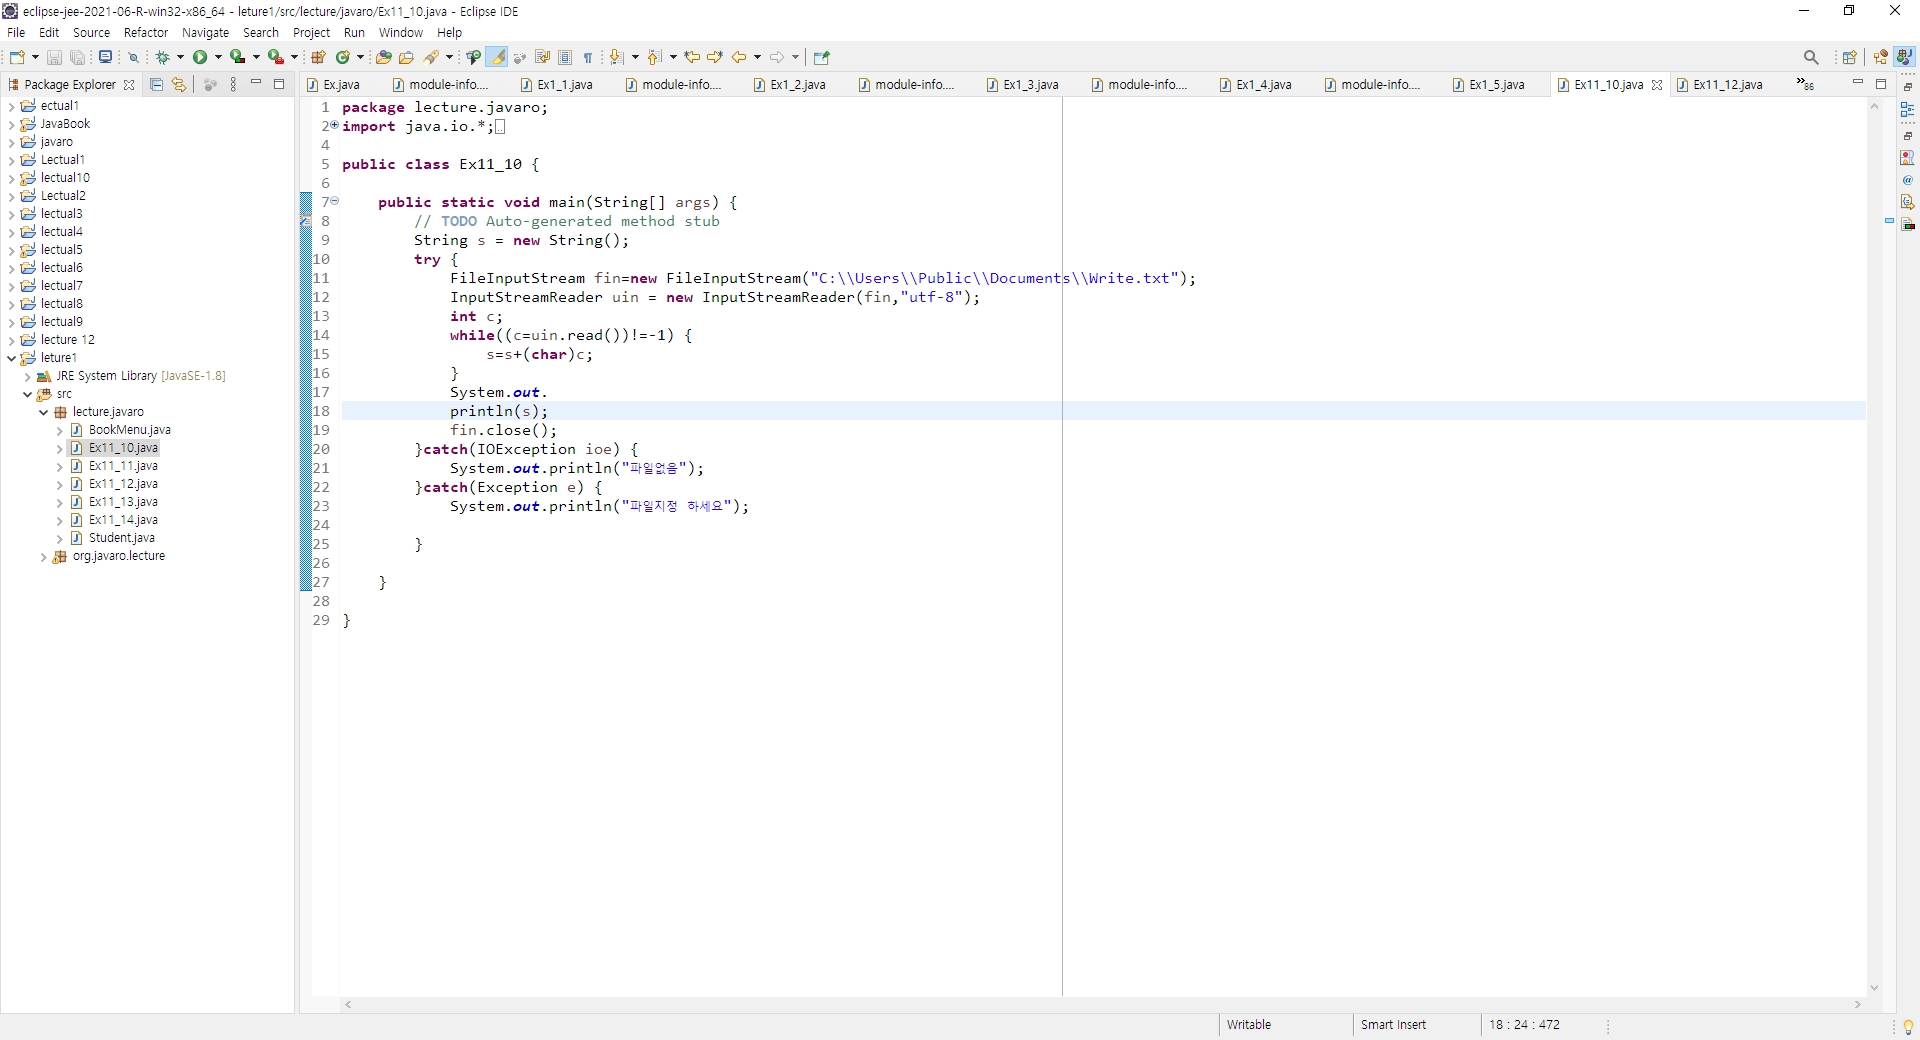 eclipse-jee-2021-06-R-win32-x86_64 - leture1/src/lecture/javaro/Ex11_10.java - Eclipse IDE
File Edit Source Refactor Navigate Search Project Run Window Help
Package Explorer
ectual1
JavaBook
javaro
Lectual1
lectual10
Lectual2
lectual3
lectual4
lectual5
lectual6
lectual7
lectual8
lectual9
lecture 12
leture1
JRE System Library [JavaSE-1.8]
src
lecture.javaro
BookMenu.java
Ex11_10.java
Ex11_11.java
Ex11_12.java
Ex11_13.java
Ex11_14.java
Student.java
org.javaro.lecture
Ex.java module-info.... Ex1_1.java module-info.... Ex1_2.java module-info.... Ex1_3.java module-info.... Ex1_4.java module-info.... Ex1_5.java Ex11_10.java Ex11_12.java »86
1 package lecture.javaro;
2 import java.io.*;
4
5 public class Ex11_10 {
6
7 public static void main(String[] args) {
8 // TODO Auto-generated method stub
9 String s = new String();
10 try {
11 FileInputStream fin=new FileInputStream("C:\\Users\\Public\\Documents\\Write.txt");
12 InputStreamReader uin = new InputStreamReader(fin,"utf-8");
13 int c;
14 while((c=uin.read())!=-1) {
15 s=s+(char)c;
16 }
17 System.out.
18 println(s);
19 fin.close();
20 }catch(IOException ioe) {
21 System.out.println("파일없음");
22 }catch(Exception e) {
23 System.out.println("파일지정 하세요");
24
25 }
26
27 }
28
29 }
Writable Smart Insert 18 : 24 : 472